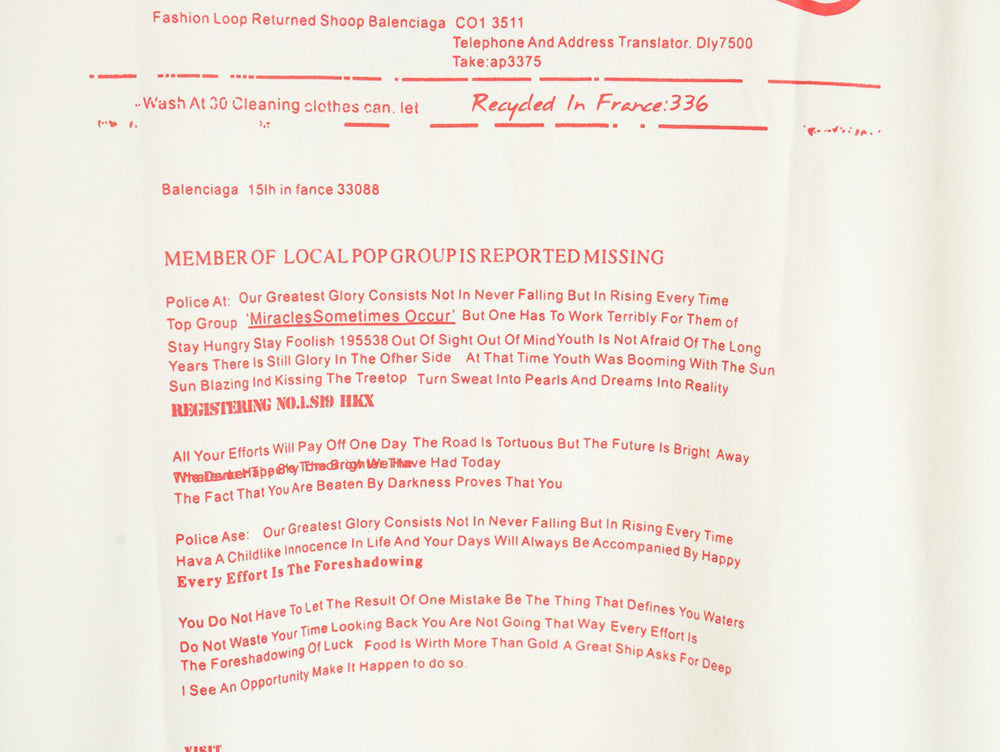 Fashion Loop Returned Shoop Balenciaga CO1 3511
Telephone And Address Translator. Dly7500
Take:ap3375
Wash At 30 Cleaning clothes can. let Recycled In France:336
Balenciaga 15lh in fance 33088
MEMBER OF LOCAL POP GROUP IS REPORTED MISSING
Police At: Our Greatest Glory Consists Not In Never Falling But In Rising Every Time
Top Group 'MiraclesSometimes Occur' But One Has To Work Terribly For Them of
Stay Hungry Stay Foolish 195538 Out Of Sight Out Of Mind Youth Is Not Afraid Of The Long
Years There Is Still Glory In The Ofher Side At That Time Youth Was Booming With The Sun
Sun Blazing Ind Kissing The Treetop Turn Sweat Into Pearls And Dreams Into Reality
REGISTERING NO.1.S19 HKX
All Your Efforts Will Pay Off One Day The Road Is Tortuous But The Future Is Bright Away
Have Had Today
The Fact That You Are Beaten By Darkness Proves That You
Police Ase: Our Greatest Glory Consists Not In Never Falling But In Rising Every Time
Hava A Childlike Innocence In Life And Your Days Will Always Be Accompanied By Happy
Every Effort Is The Foreshadowing
You Do Not Have To Let The Result Of One Mistake Be The Thing That Defines You Waters
Do Not Waste Your Time Looking Back You Are Not Going That Way Every Effort Is
The Foreshadowing Of Luck Food Is Wirth More Than Gold A Great Ship Asks For Deep
I See An Opportunity Make It Happen to do so.
VISIT